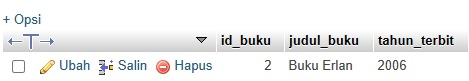 + Opsi
←T→ id_buku judul_buku tahun_terbit
Ubah Salin Hapus 2 Buku Erlan 2006